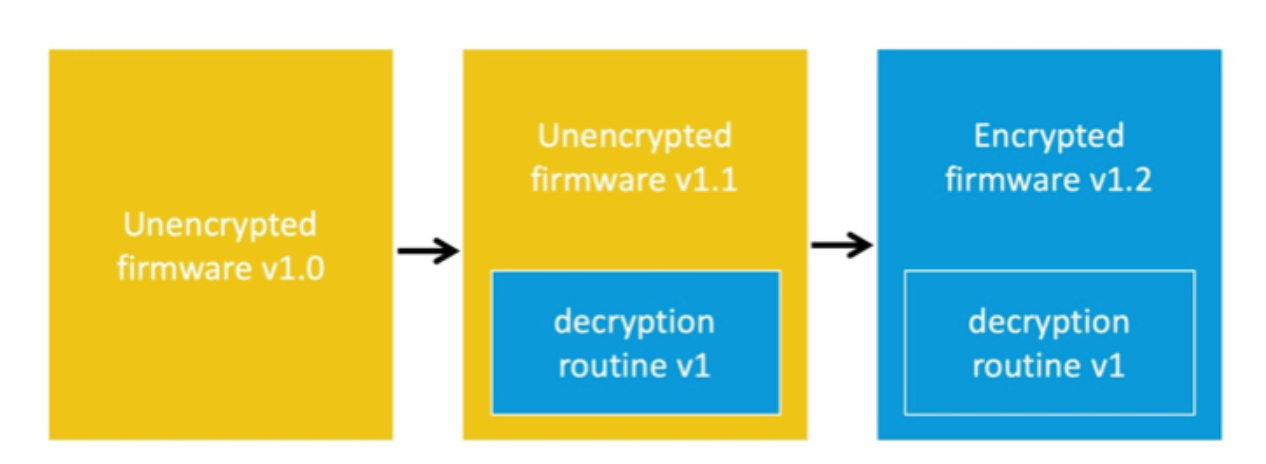 Unencrypted
firmware v1.0
Unencrypted
firmware v1.1
decryption
routine v1
Encrypted
firmware v1.2
decryption
routine v1